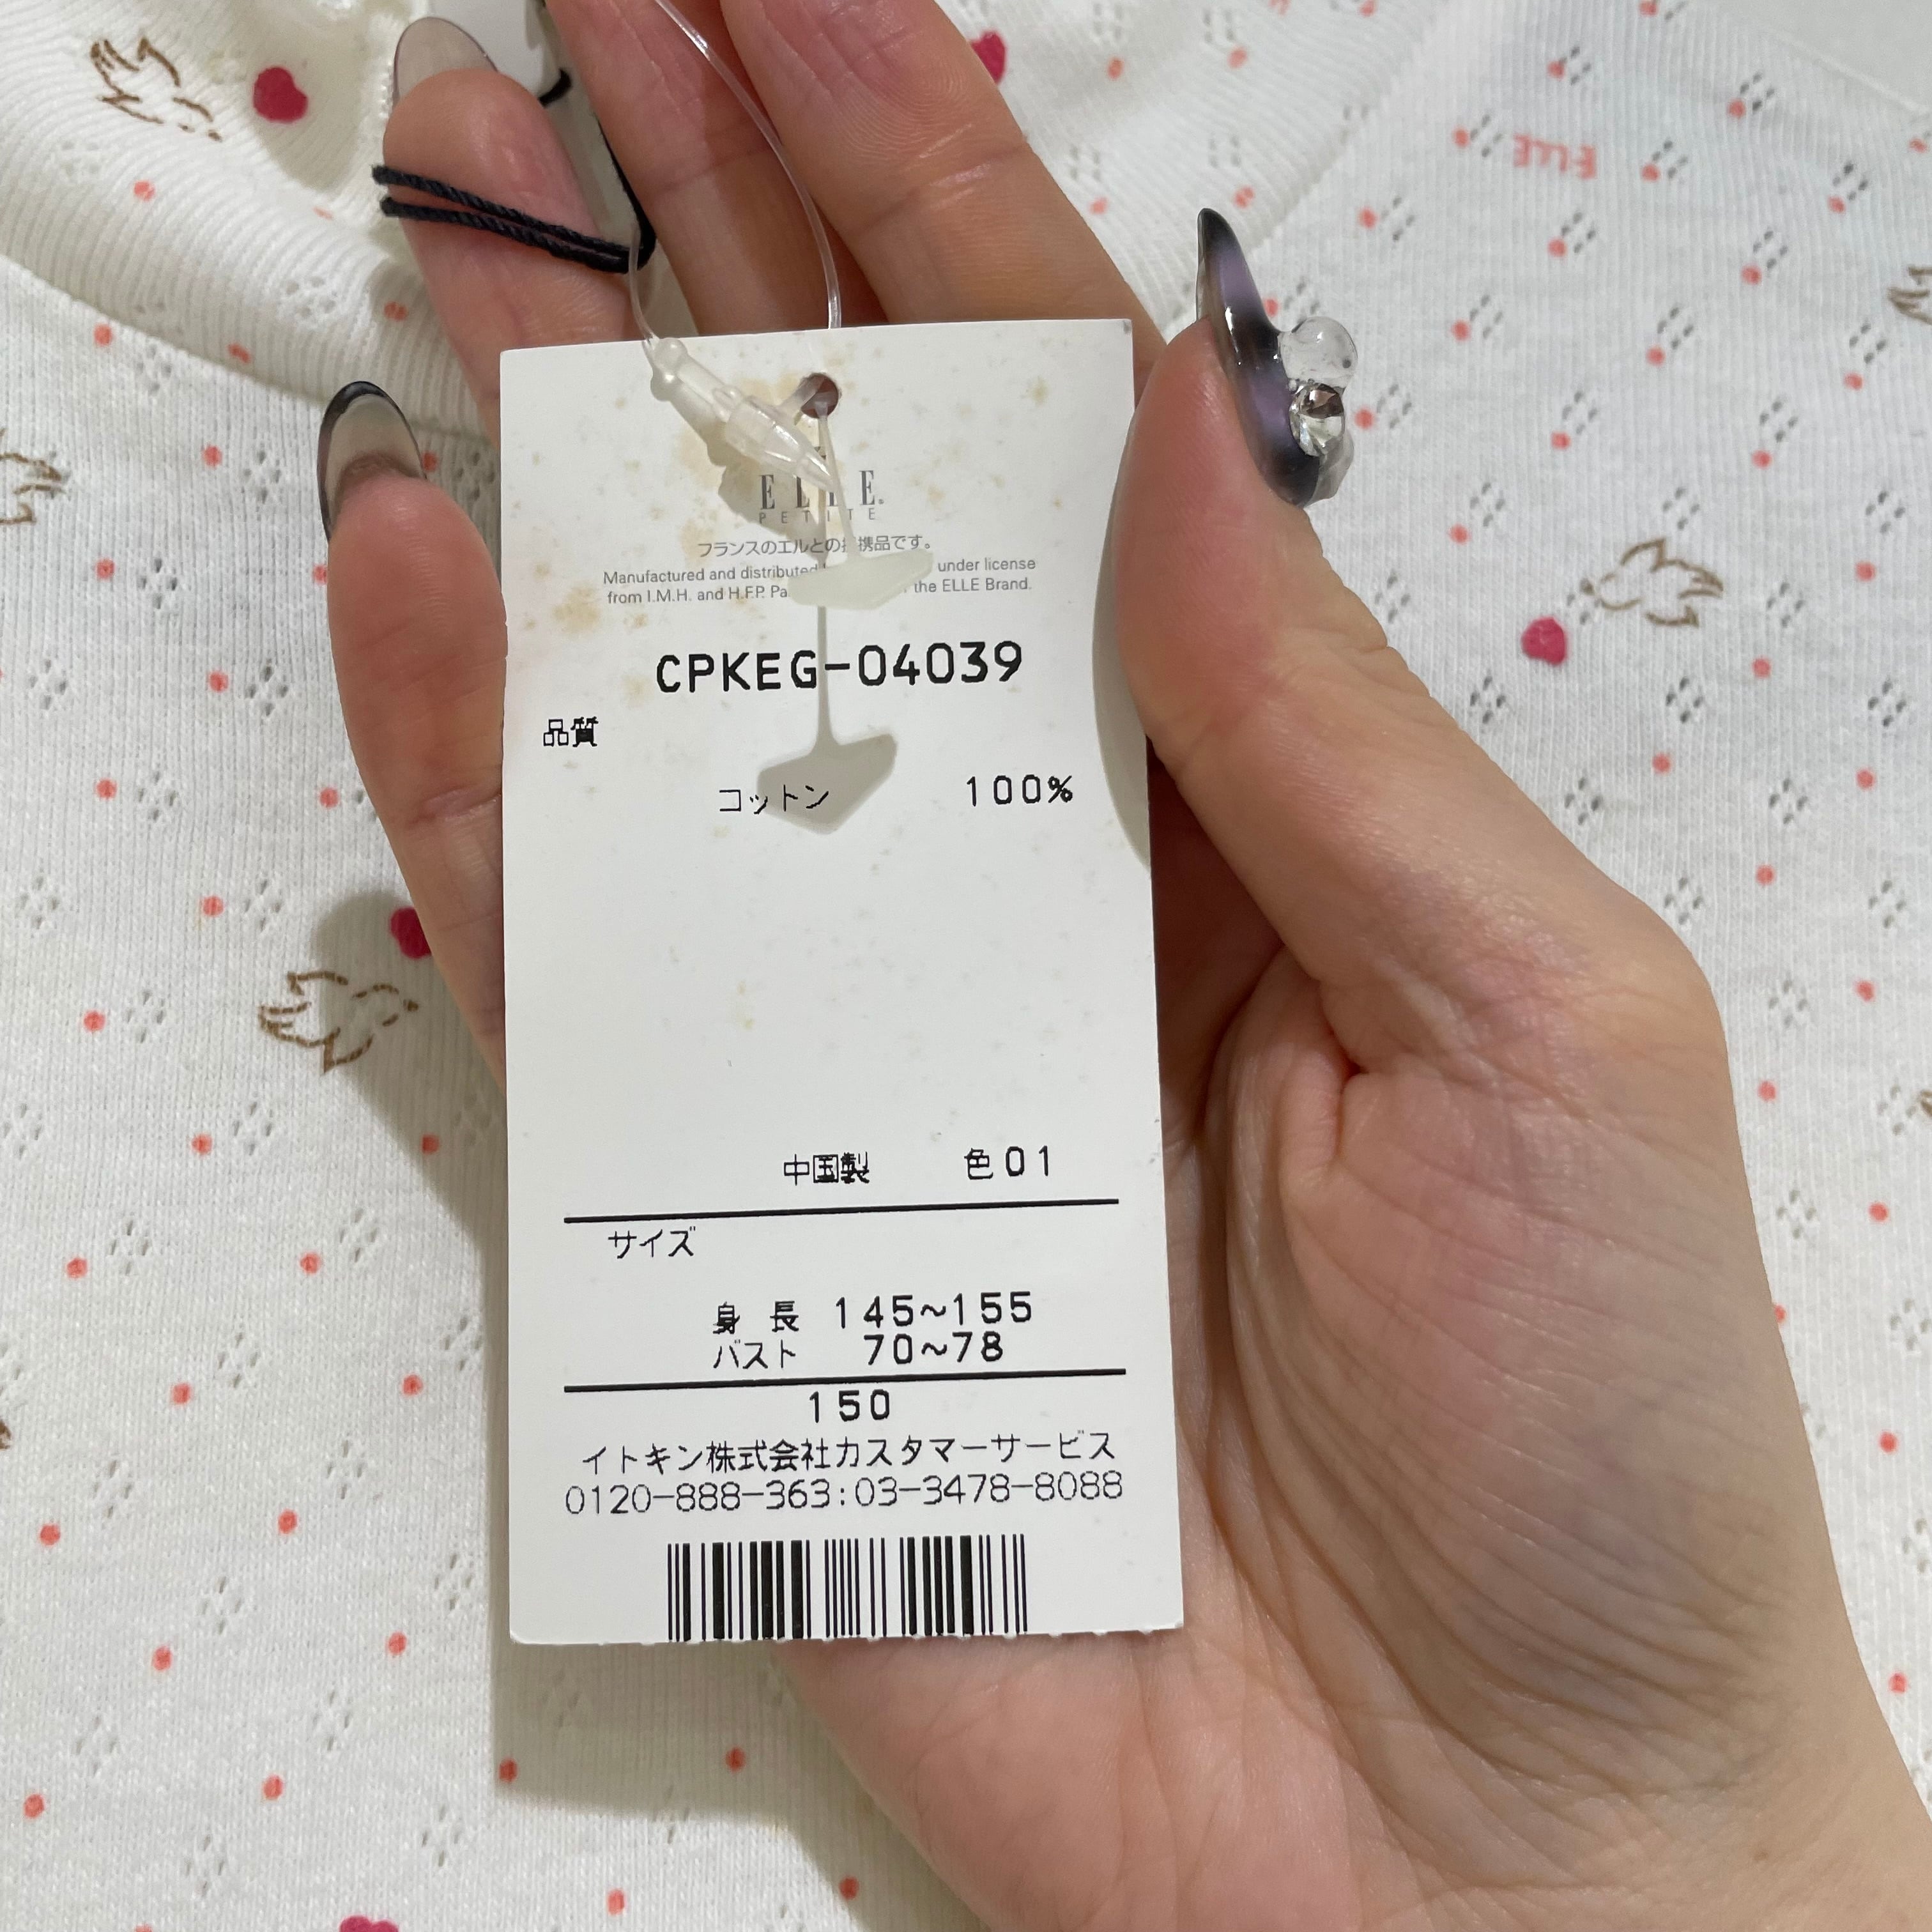 ELLE
ELLE
PETITE
フランスのエルとの携品です。
Manufactured and distributed under license
from I.M.H. and H.F.P. the ELLE Brand.
CPKEG-04039
品質
コットン 100%
中国製 色01
サイズ
身長 145~155
バスト 70~78
150
イトキン株式会社カスタマーサービス
0120-888-363:03-3478-8088